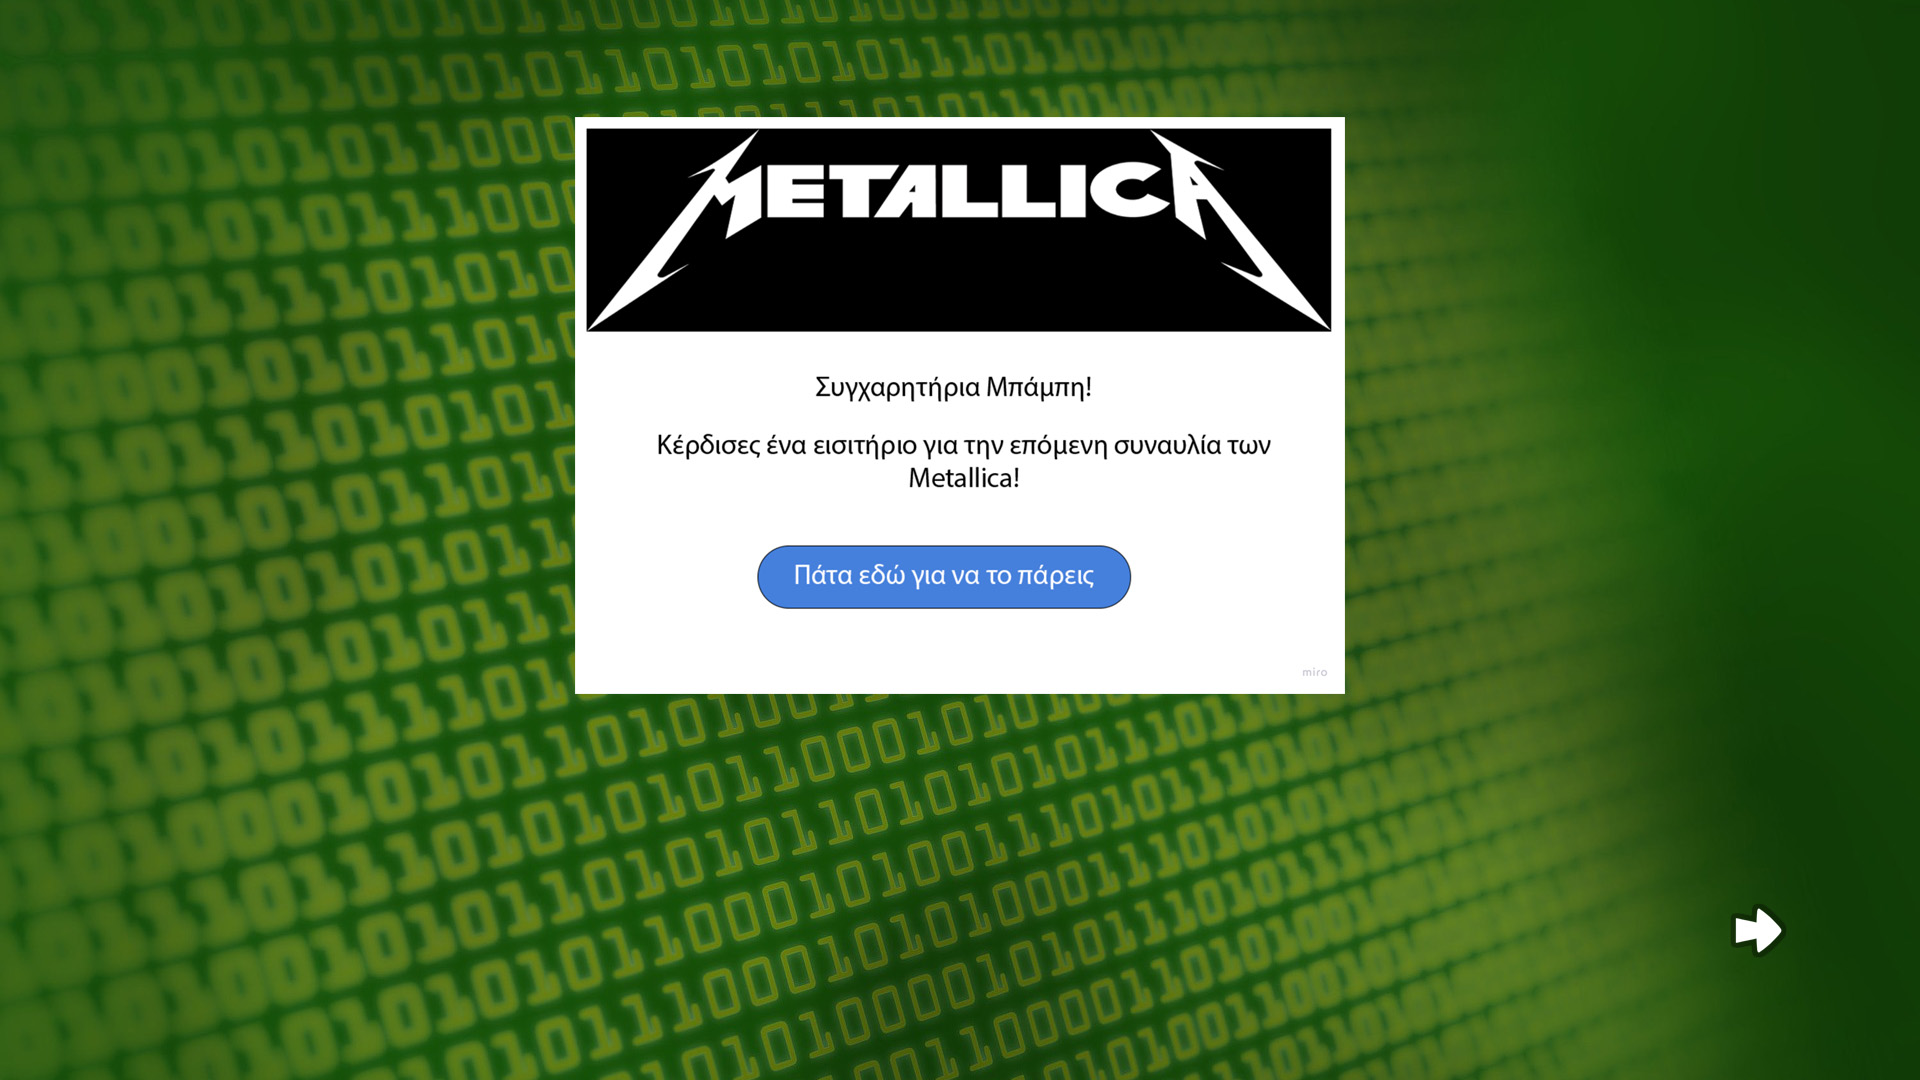 METALLICA
Συγχαρητήρια Μπάμπη!
Κέρδισες ένα εισιτήριο για την επόμενη συναυλία των
Metallica!
Πάτα εδώ για να το πάρεις
miro